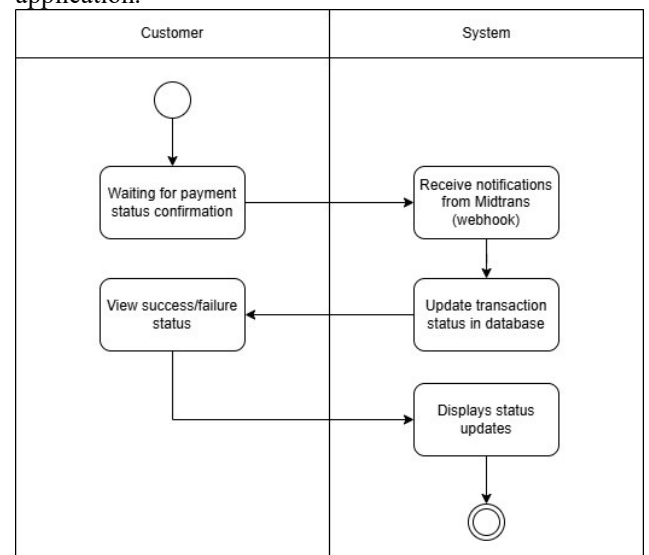 application.
Customer
System
Waiting for payment
status confirmation
Receive notifications
from Midtrans
(webhook)
View success/failure
status
Update transaction
status in database
Displays status
updates